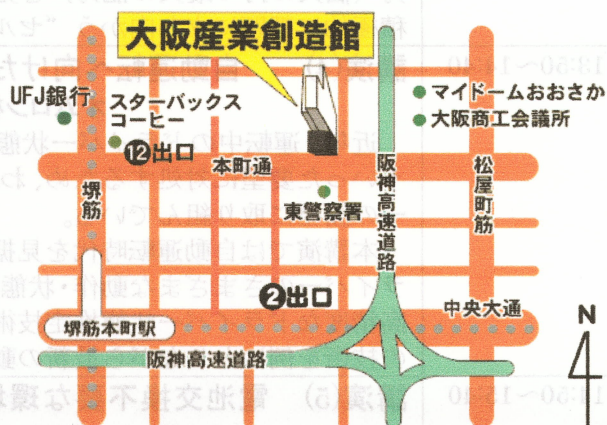 大阪産業創造館
UFJ銀行
スターバックス
コーヒー
⑫出口
本町通
東警察署
マイドームおおさか
大阪商工会議所
堺筋
阪神高速道路
松屋町筋
❷出口
中央大通
堺筋本町駅
阪神高速道路
N